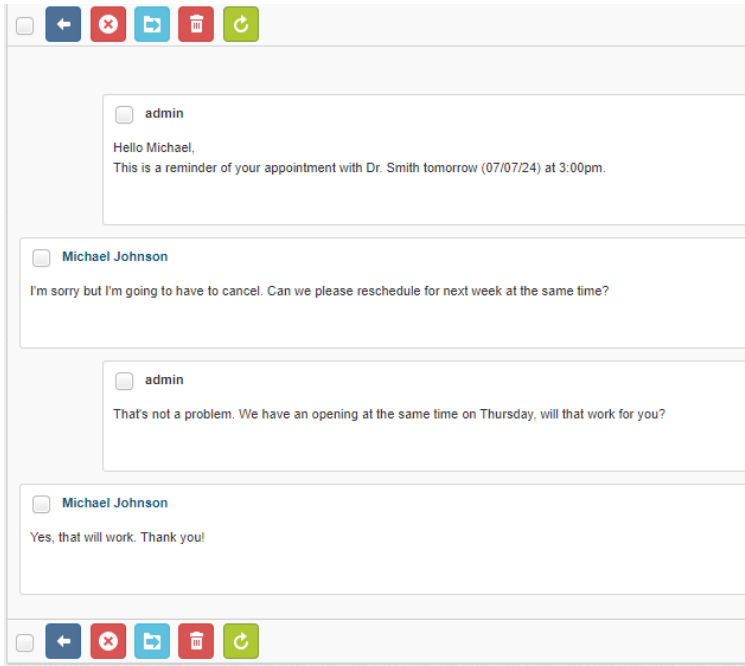 admin
Hello Michael,
This is a reminder of your appointment with Dr. Smith tomorrow (07/07/24) at 3:00pm.
Michael Johnson
I'm sorry but I'm going to have to cancel. Can we please reschedule for next week at the same time?
admin
That's not a problem. We have an opening at the same time on Thursday, will that work for you?
Michael Johnson
Yes, that will work. Thank you!